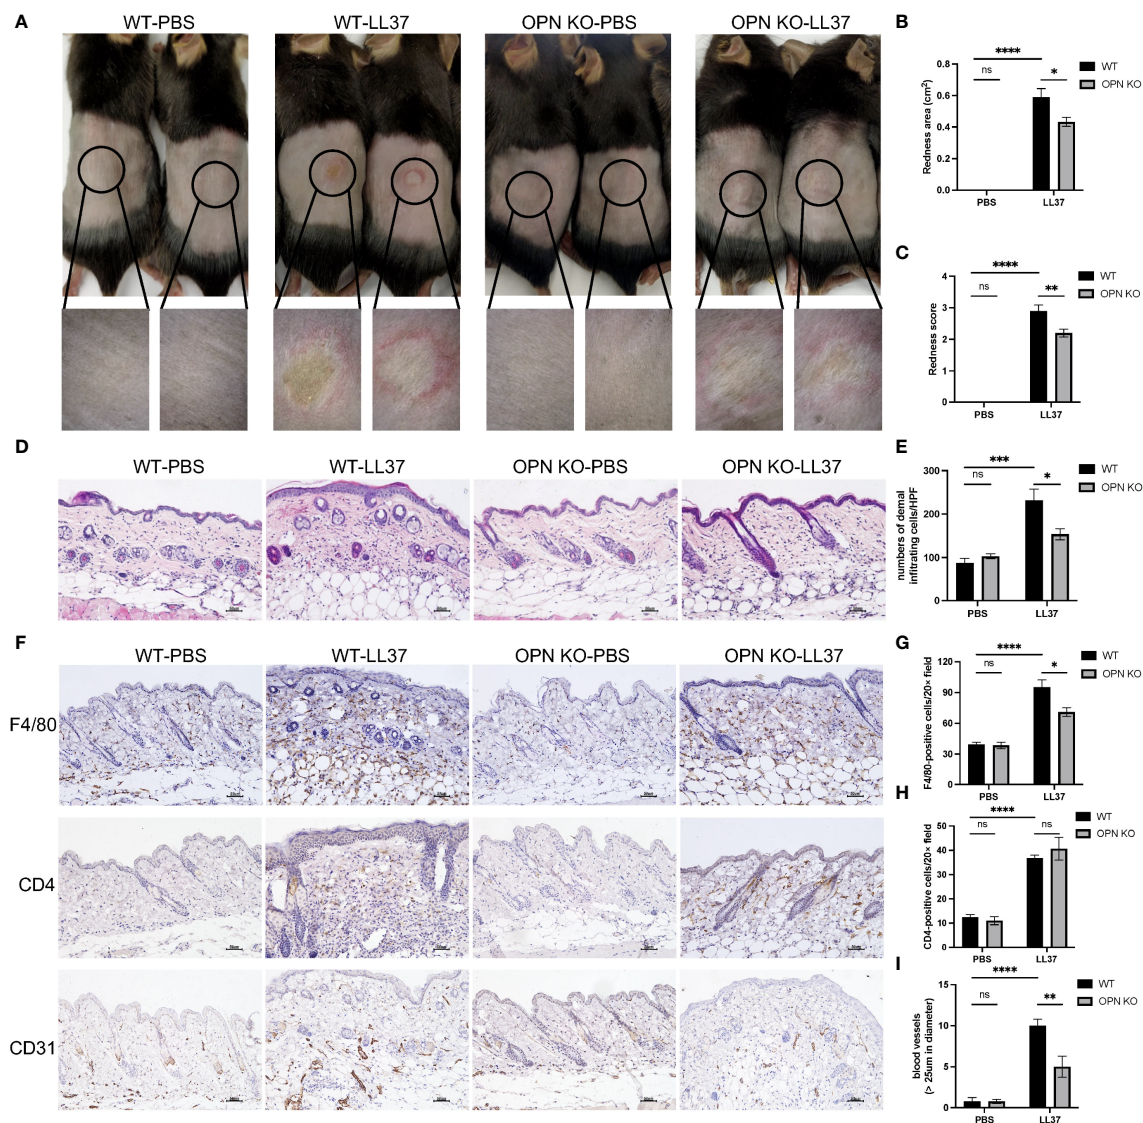 A
WT-PBS
WT-LL37
OPN KO-PBS
OPN KO-LL37
B
Redness area (cm²)
0.8
0.6
0.4
0.2
0.0
ns
****
*
PBS
LL37
WT
OPN KO
C
Redness score
4
3
2
1
0
ns
****
**
PBS
LL37
WT
OPN KO
D
WT-PBS
WT-LL37
OPN KO-PBS
OPN KO-LL37
E
numbers of demal
infiltrating cells/HPF
300
200
100
0
ns
***
*
PBS
LL37
WT
OPN KO
F
WT-PBS
WT-LL37
OPN KO-PBS
OPN KO-LL37
F4/80
CD4
CD31
G
F4/80-positive cells/20× field
120
90
60
30
0
ns
****
*
PBS
LL37
WT
OPN KO
H
CD4-positive cells/20× field
50
40
30
20
10
0
ns
****
ns
PBS
LL37
WT
OPN KO
I
blood vessels
(> 25um in diameter)
15
10
5
0
ns
****
**
PBS
LL37
WT
OPN KO